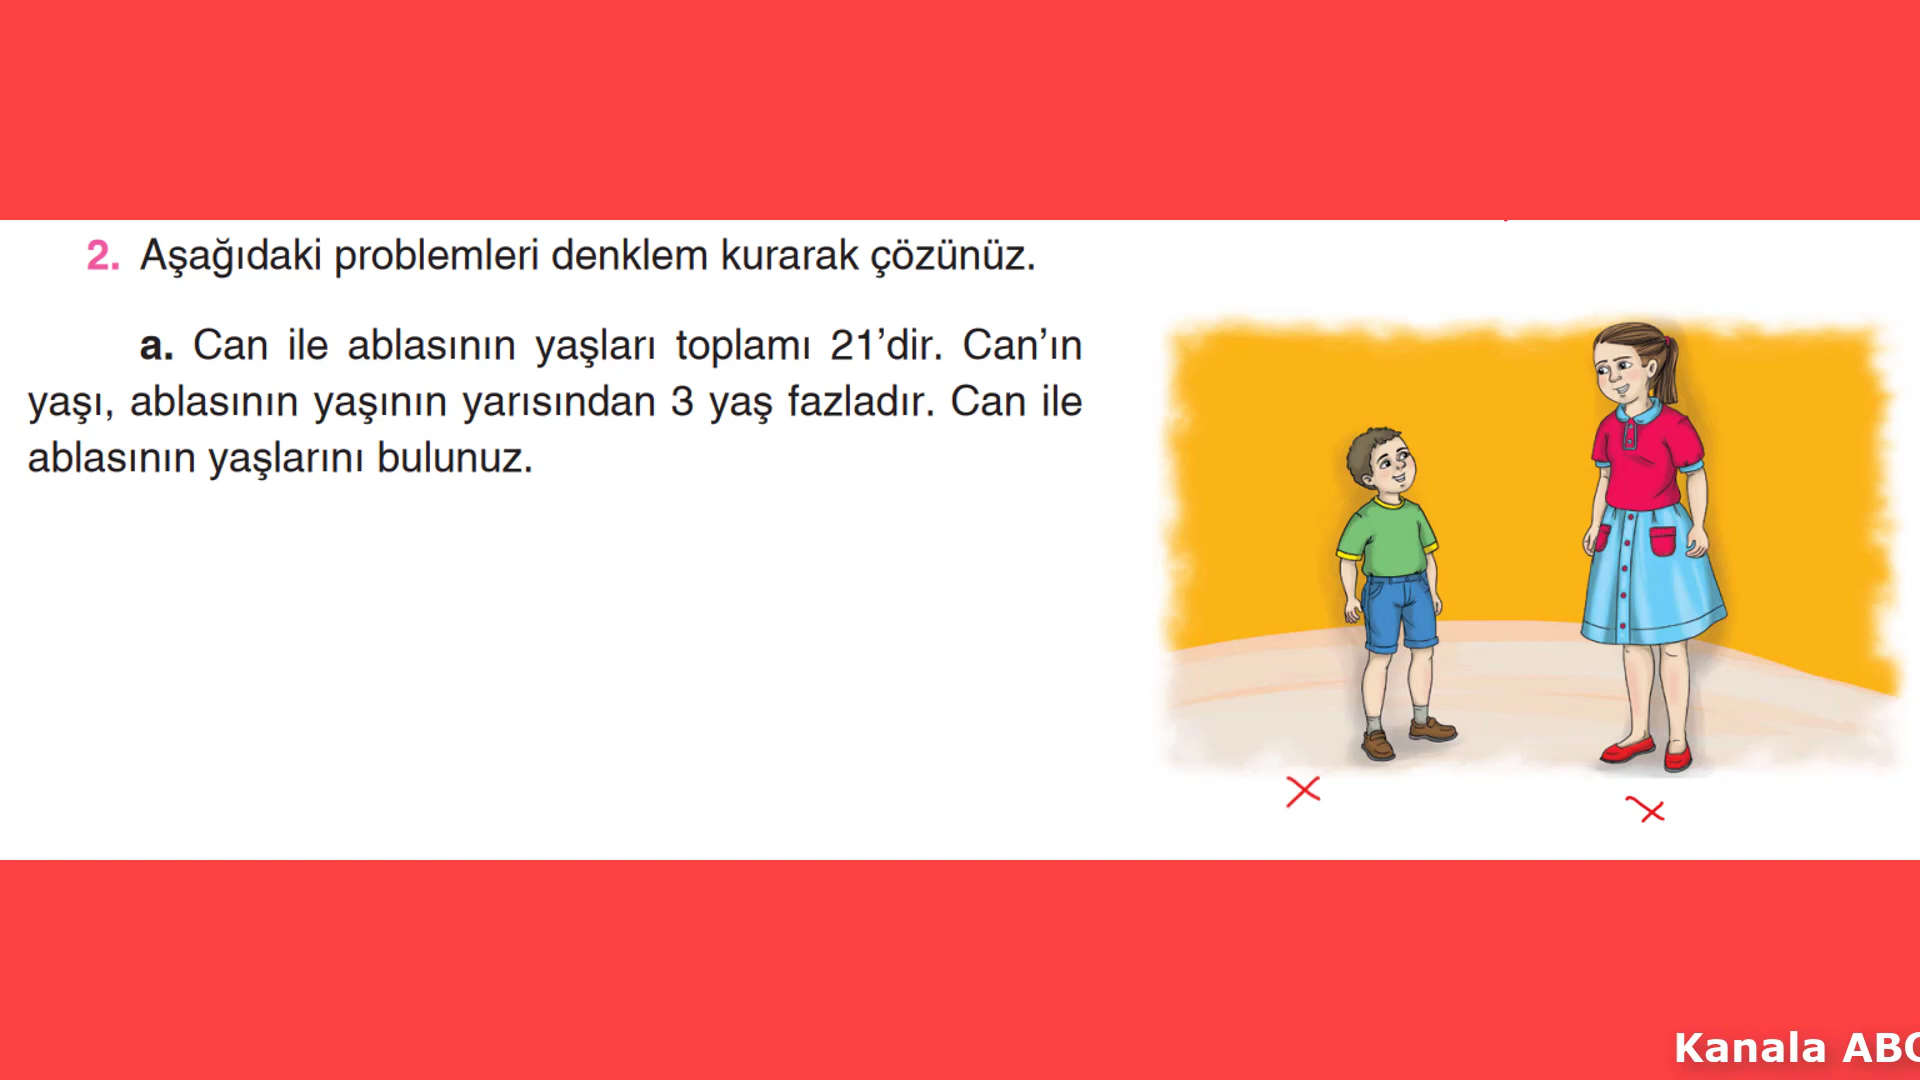 2. Aşağıdaki problemleri denklem kurarak çözünüz.
a. Can ile ablasının yaşları toplamı 21’dir. Can’ın
yaşı, ablasının yaşının yarısından 3 yaş fazladır. Can ile
ablasının yaşlarını bulunuz.
x
x
Kanala